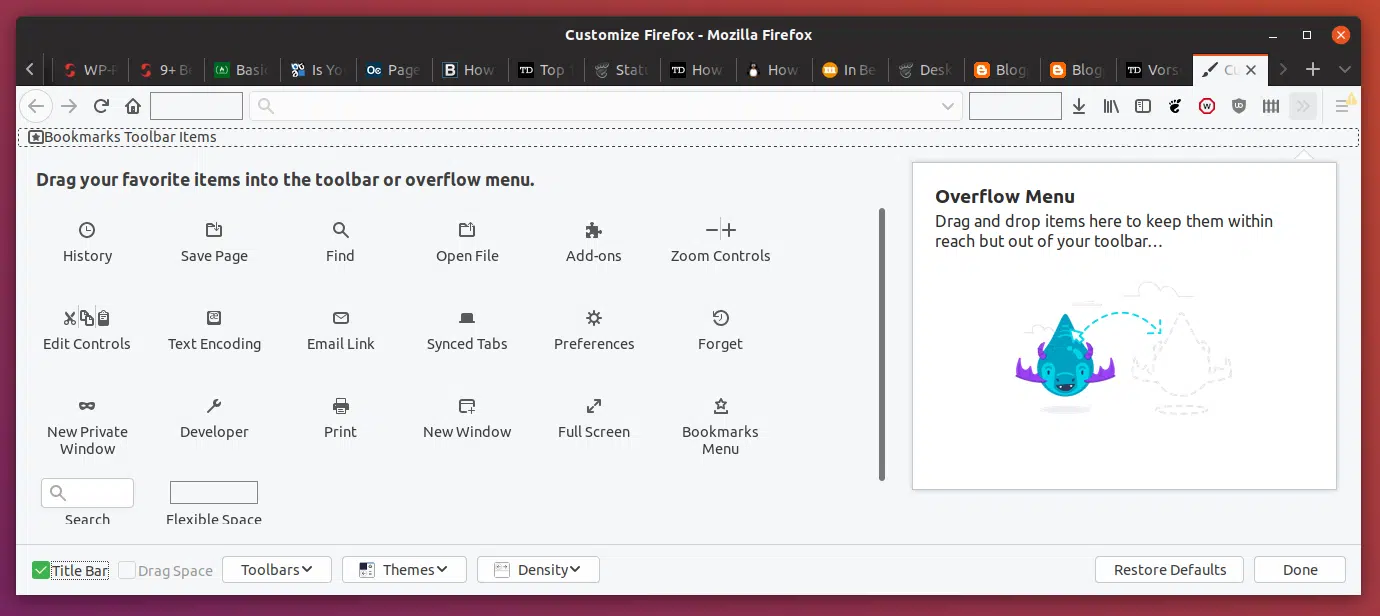 Customize Firefox - Mozilla Firefox
WP-P 9+ Be Basic Is Yo Page How Top Statu How How In Be Desk Blog Blog Vors Cu
Bookmarks Toolbar Items
Drag your favorite items into the toolbar or overflow menu.
History Save Page Find Open File Add-ons Zoom Controls
Edit Controls Text Encoding Email Link Synced Tabs Preferences Forget
New Private Window Developer Print New Window Full Screen Bookmarks Menu
Search Flexible Space
Overflow Menu
Drag and drop items here to keep them within
reach but out of your toolbar…
Title Bar Drag Space Toolbars Themes Density Restore Defaults Done